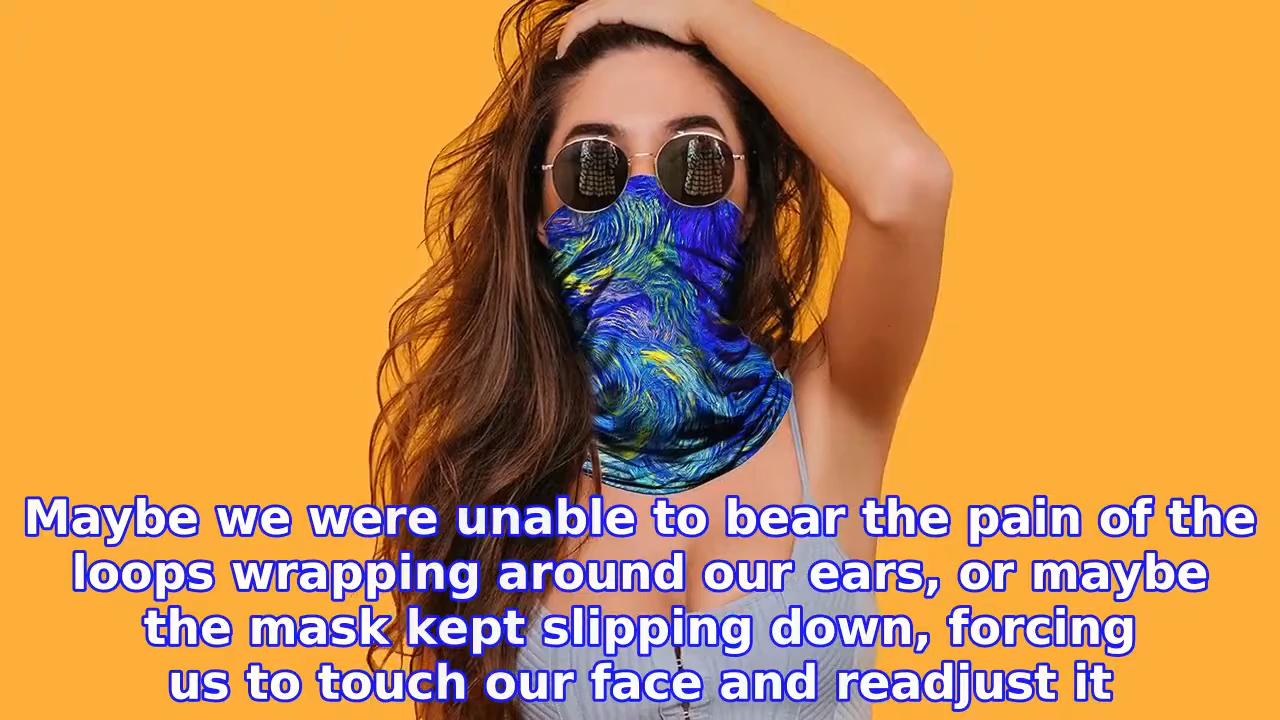 Maybe we were unable to bear the pain of the
loops wrapping around our ears, or maybe
the mask kept slipping down, forcing
us to touch our face and readjust it